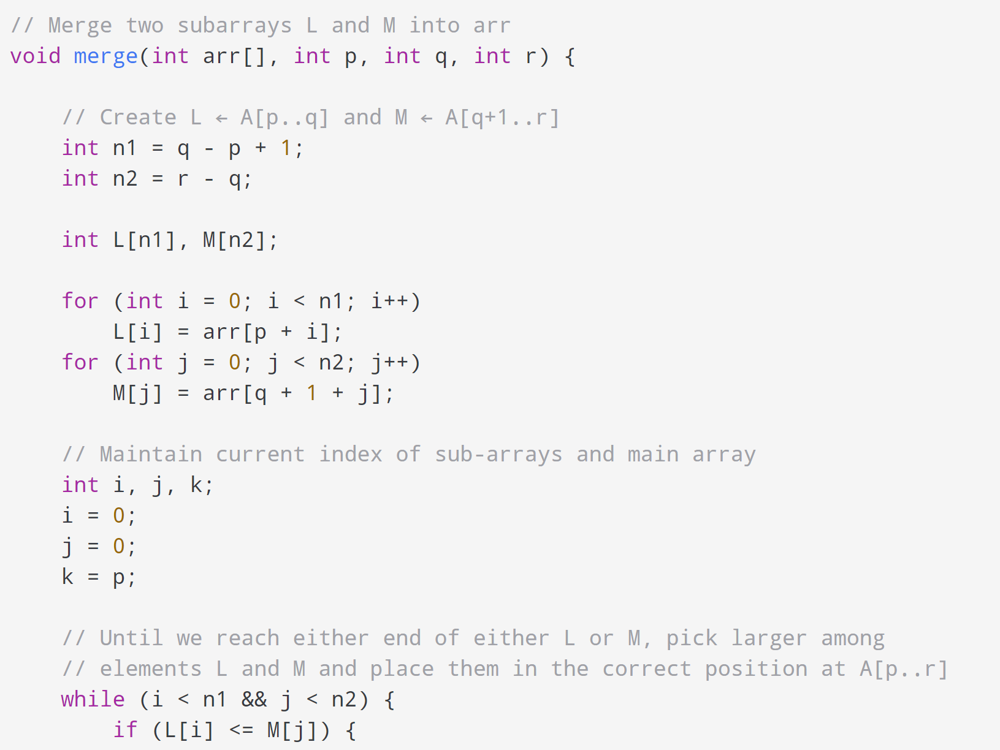 // Merge two subarrays L and M into arr
void merge(int arr[], int p, int q, int r) {
    // Create L ← A[p..q] and M ← A[q+1..r]
    int n1 = q - p + 1;
    int n2 = r - q;
    int L[n1], M[n2];
    for (int i = 0; i < n1; i++)
        L[i] = arr[p + i];
    for (int j = 0; j < n2; j++)
        M[j] = arr[q + 1 + j];
    // Maintain current index of sub-arrays and main array
    int i, j, k;
    i = 0;
    j = 0;
    k = p;
    // Until we reach either end of either L or M, pick larger among
    // elements L and M and place them in the correct position at A[p..r]
    while (i < n1 && j < n2) {
        if (L[i] <= M[j]) {